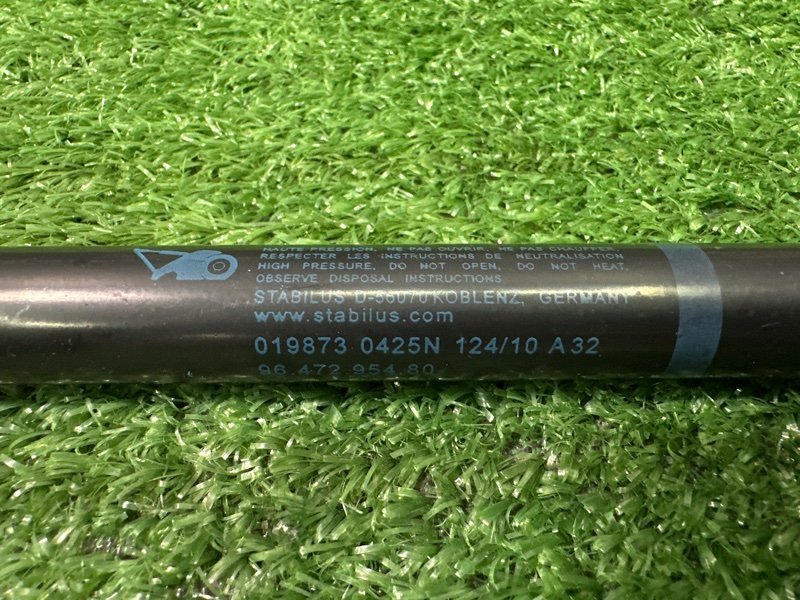 HAUTE PRESSION, NE PAS OUVRIR, NE PAS CHAUFFER
RESPECTER LES INSTRUCTIONS DE NEUTRALISATION
HIGH PRESSURE, DO NOT OPEN, DO NOT HEAT,
OBSERVE DISPOSAL INSTRUCTIONS
STABILUS D-56070 KOBLENZ, GERMANY
www.stabilus.com
019873 0425N 124/10 A32
96 472 954 80